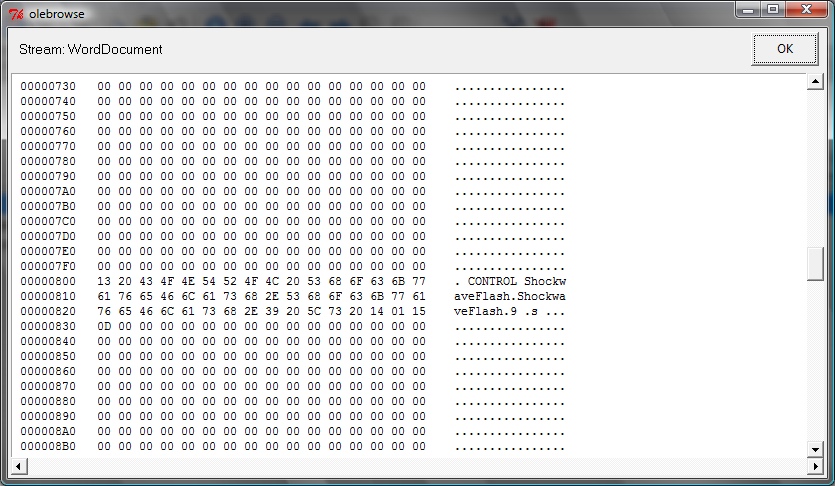 olebrowse
Stream: WordDocument
OK
00000730 00 00 00 00 00 00 00 00 00 00 00 00 00 00 00 00 ................
00000740 00 00 00 00 00 00 00 00 00 00 00 00 00 00 00 00 ................
00000750 00 00 00 00 00 00 00 00 00 00 00 00 00 00 00 00 ................
00000760 00 00 00 00 00 00 00 00 00 00 00 00 00 00 00 00 ................
00000770 00 00 00 00 00 00 00 00 00 00 00 00 00 00 00 00 ................
00000780 00 00 00 00 00 00 00 00 00 00 00 00 00 00 00 00 ................
00000790 00 00 00 00 00 00 00 00 00 00 00 00 00 00 00 00 ................
000007A0 00 00 00 00 00 00 00 00 00 00 00 00 00 00 00 00 ................
000007B0 00 00 00 00 00 00 00 00 00 00 00 00 00 00 00 00 ................
000007C0 00 00 00 00 00 00 00 00 00 00 00 00 00 00 00 00 ................
000007D0 00 00 00 00 00 00 00 00 00 00 00 00 00 00 00 00 ................
000007E0 00 00 00 00 00 00 00 00 00 00 00 00 00 00 00 00 ................
000007F0 00 00 00 00 00 00 00 00 00 00 00 00 00 00 00 00 ................
00000800 13 20 43 4F 4E 54 52 4F 4C 20 53 68 6F 63 6B 77 . CONTROL Shockw
00000810 61 76 65 46 6C 61 73 68 2E 53 68 6F 63 6B 77 61 aveFlash.Shockwa
00000820 76 65 46 6C 61 73 68 2E 39 20 5C 73 20 14 01 15 veFlash.9 .s ...
00000830 0D 00 00 00 00 00 00 00 00 00 00 00 00 00 00 00 ................
00000840 00 00 00 00 00 00 00 00 00 00 00 00 00 00 00 00 ................
00000850 00 00 00 00 00 00 00 00 00 00 00 00 00 00 00 00 ................
00000860 00 00 00 00 00 00 00 00 00 00 00 00 00 00 00 00 ................
00000870 00 00 00 00 00 00 00 00 00 00 00 00 00 00 00 00 ................
00000880 00 00 00 00 00 00 00 00 00 00 00 00 00 00 00 00 ................
00000890 00 00 00 00 00 00 00 00 00 00 00 00 00 00 00 00 ................
000008A0 00 00 00 00 00 00 00 00 00 00 00 00 00 00 00 00 ................
000008B0 00 00 00 00 00 00 00 00 00 00 00 00 00 00 00 00 ................